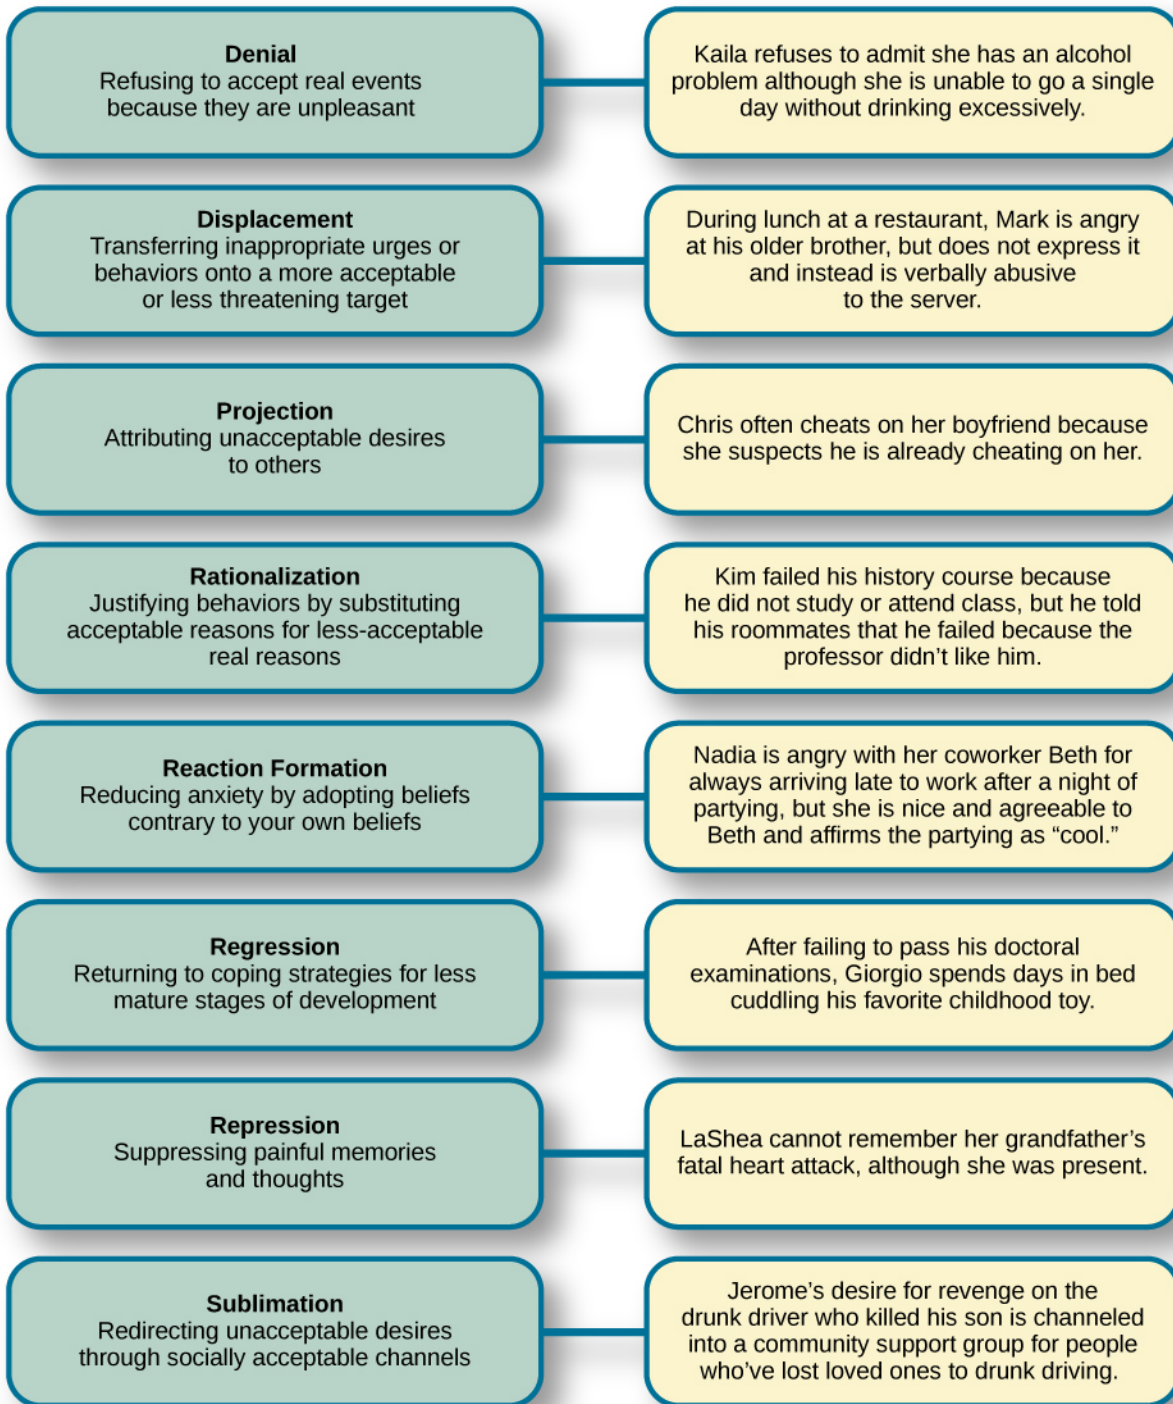 Denial
Refusing to accept real events
because they are unpleasant
Kaila refuses to admit she has an alcohol
problem although she is unable to go a single
day without drinking excessively.
Displacement
Transferring inappropriate urges or
behaviors onto a more acceptable
or less threatening target
During lunch at a restaurant, Mark is angry
at his older brother, but does not express it
and instead is verbally abusive
to the server.
Projection
Attributing unacceptable desires
to others
Chris often cheats on her boyfriend because
she suspects he is already cheating on her.
Rationalization
Justifying behaviors by substituting
acceptable reasons for less-acceptable
real reasons
Kim failed his history course because
he did not study or attend class, but he told
his roommates that he failed because the
professor didn’t like him.
Reaction Formation
Reducing anxiety by adopting beliefs
contrary to your own beliefs
Nadia is angry with her coworker Beth for
always arriving late to work after a night of
partying, but she is nice and agreeable to
Beth and affirms the partying as “cool.”
Regression
Returning to coping strategies for less
mature stages of development
After failing to pass his doctoral
examinations, Giorgio spends days in bed
cuddling his favorite childhood toy.
Repression
Suppressing painful memories
and thoughts
LaShea cannot remember her grandfather’s
fatal heart attack, although she was present.
Sublimation
Redirecting unacceptable desires
through socially acceptable channels
Jerome’s desire for revenge on the
drunk driver who killed his son is channeled
into a community support group for people
who’ve lost loved ones to drunk driving.